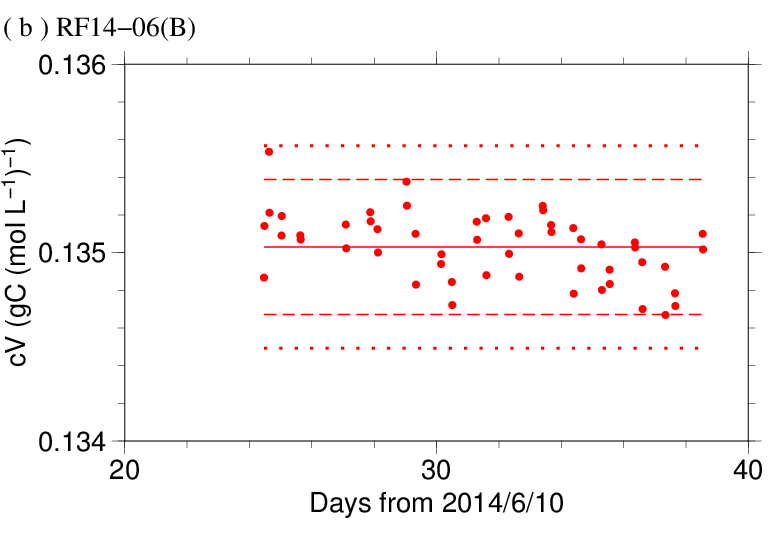 ( b ) RF14−06(B)
0.136
0.135
0.134
cV (gC (mol L⁻¹)⁻¹)
20 30 40
Days from 2014/6/10